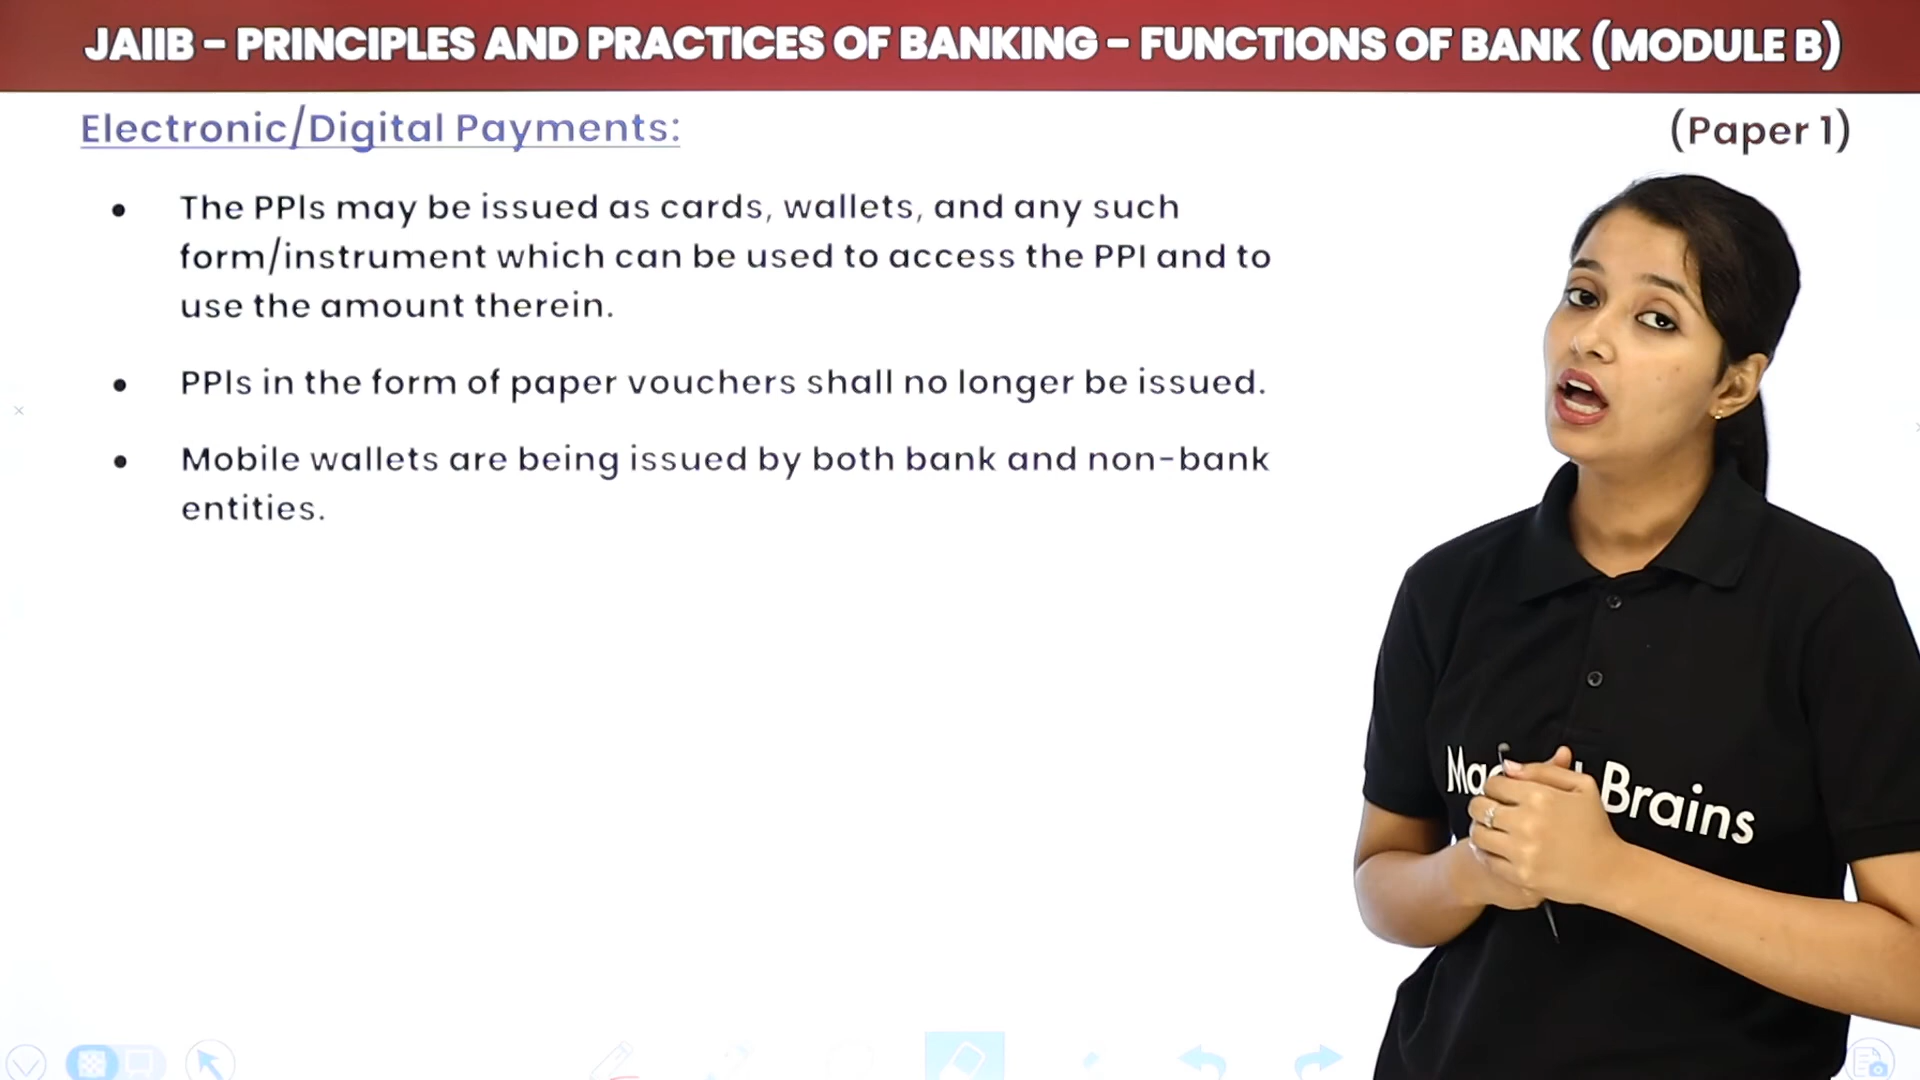 JAIIB - PRINCIPLES AND PRACTICES OF BANKING - FUNCTIONS OF BANK (MODULE B)
Electronic/Digital Payments:
(Paper 1)
• The PPIs may be issued as cards, wallets, and any such
form/instrument which can be used to access the PPI and to
use the amount therein.
• PPIs in the form of paper vouchers shall no longer be issued.
• Mobile wallets are being issued by both bank and non-bank
entities.
Brains